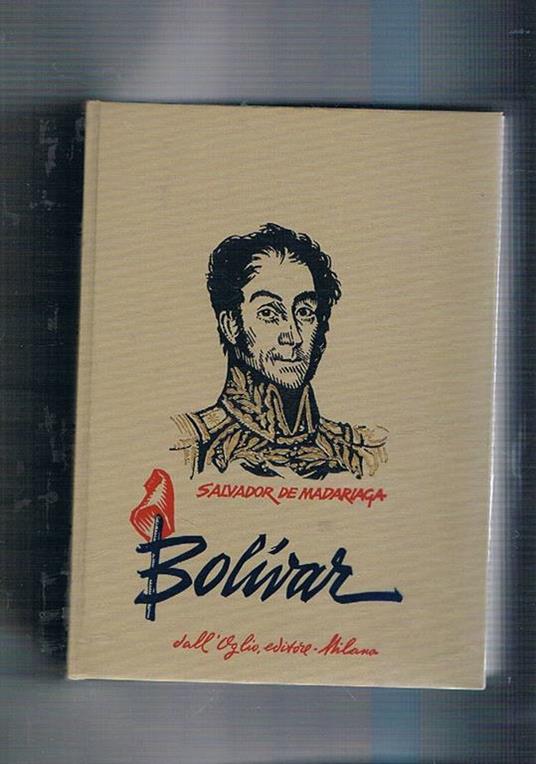 SALVADOR DE MADARIAGA
Bolívar
dall'Oglio, editore - Milano